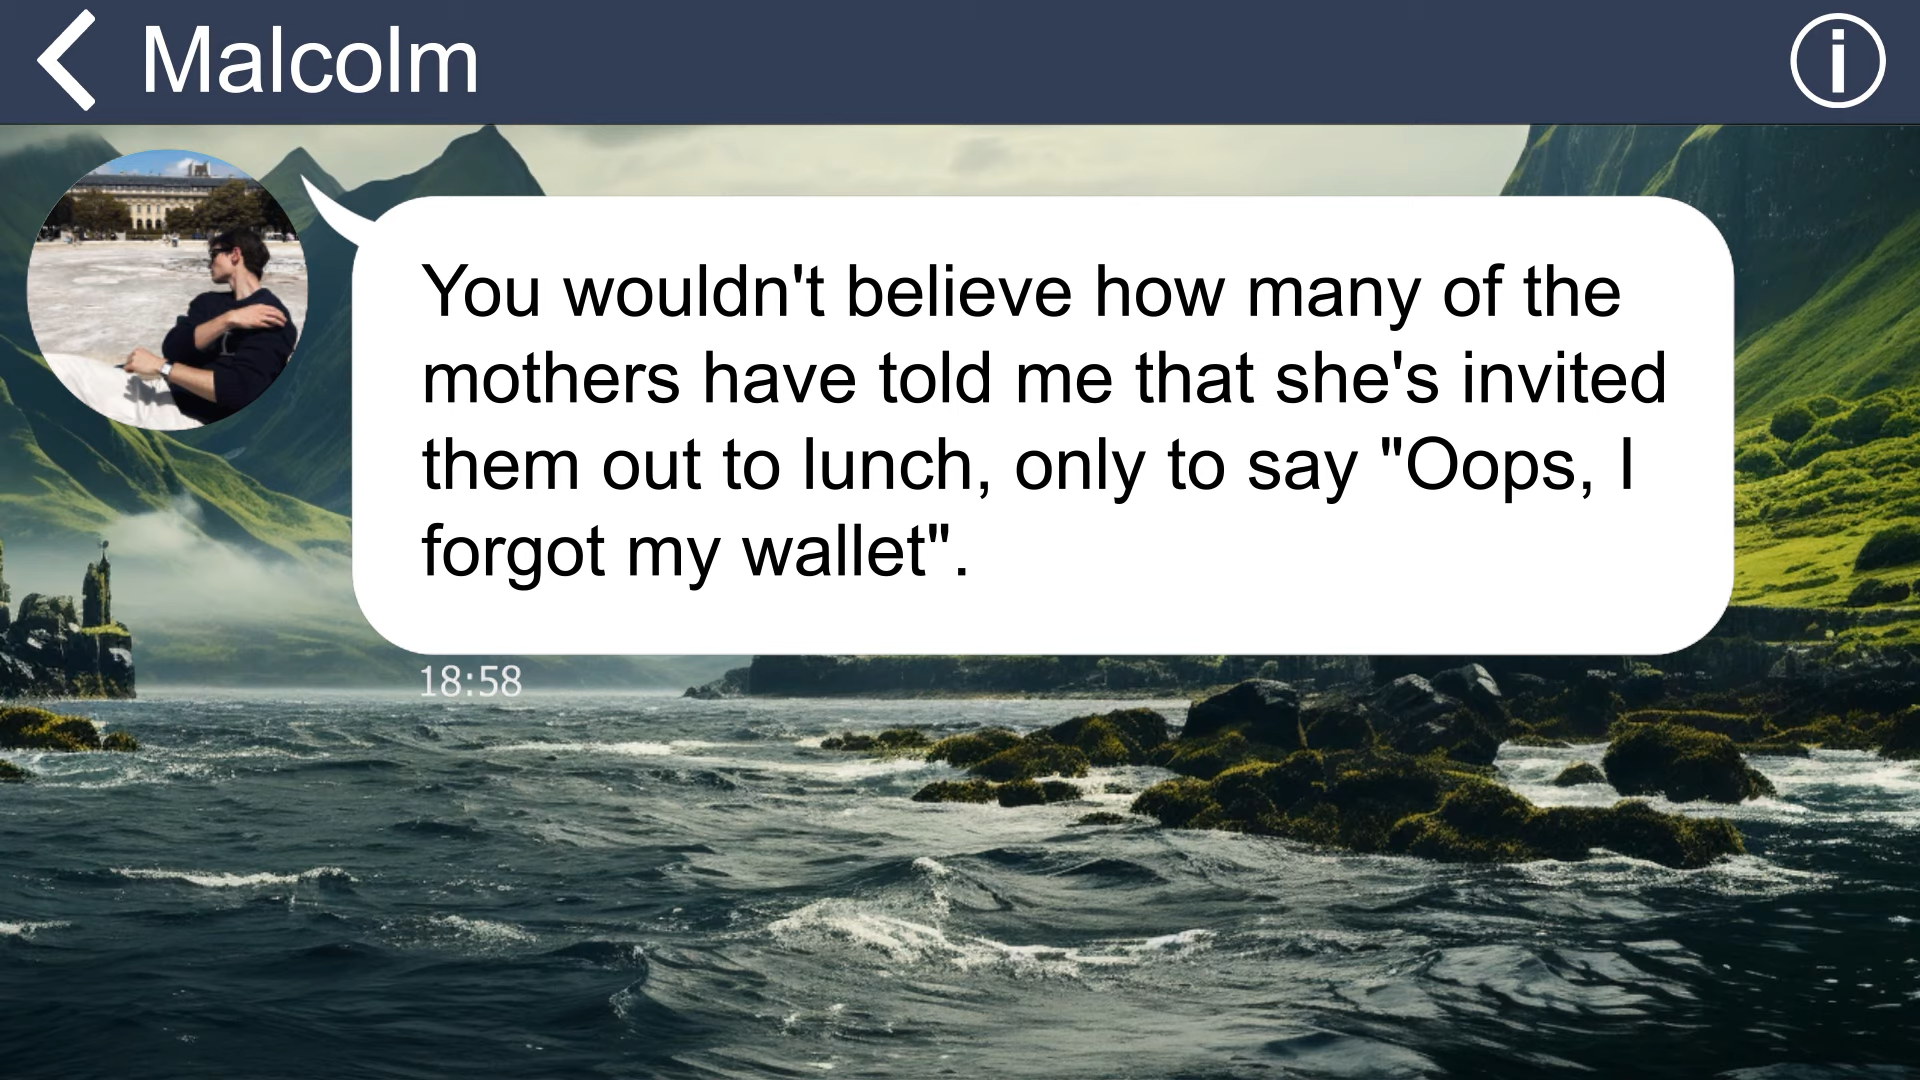 Malcolm
You wouldn't believe how many of the
mothers have told me that she's invited
them out to lunch, only to say "Oops, I
forgot my wallet".
18:58